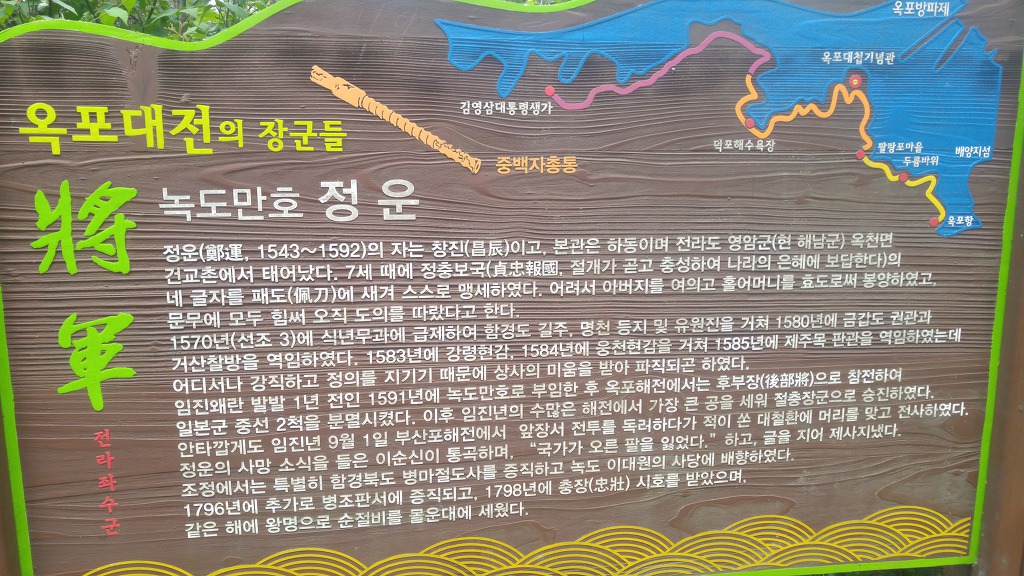 옥포방파제
옥포대첩기념관
김영삼대통령생가
덕포해수욕장
팔랑포마을
두름바위
배양지섬
옥포항
중백자총통
옥포대전의 장군들
將軍
전라좌수군
녹도만호 정 운
정운(鄭運, 1543~1592)의 자는 창진(昌辰)이고, 본관은 하동이며 전라도 영암군(현 해남군) 옥천면
건교촌에서 태어났다. 7세 때에 정충보국(貞忠報國, 절개가 곧고 충성하여 나라의 은혜에 보답한다)의
네 글자를 패도(佩刀)에 새겨 스스로 맹세하였다. 어려서 아버지를 여의고 홀어머니를 효도로써 봉양하였고,
문무에 모두 힘써 오직 도의를 따랐다고 한다.
1570년(선조 3)에 식년무과에 급제하여 함경도 길주, 명천 등지 및 유원진을 거쳐 1580년에 금갑도 권관과
거산찰방을 역임하였다. 1583년에 강령현감, 1584년에 웅천현감을 거쳐 1585년에 제주목 판관을 역임하였는데
어디서나 강직하고 정의를 지키기 때문에 상사의 미움을 받아 파직되곤 하였다.
임진왜란 발발 1년 전인 1591년에 녹도만호로 부임한 후 옥포해전에서는 후부장(後部將)으로 참전하여
일본군 중선 2척을 분멸시켰다. 이후 임진년의 수많은 해전에서 가장 큰 공을 세워 절충장군으로 승진하였다.
안타깝게도 임진년 9월 1일 부산포해전에서 앞장서 전투를 독려하다가 적이 쏜 대철환에 머리를 맞고 전사하였다.
정운의 사망 소식을 들은 이순신이 통곡하며, "국가가 오른 팔을 잃었다." 하고, 글을 지어 제사지냈다.
조정에서는 특별히 함경북도 병마절도사를 증직하고 녹도 이대원의 사당에 배향하였다.
1796년에 추가로 병조판서에 증직되고, 1798년에 충장(忠壯) 시호를 받았으며,
같은 해에 왕명으로 순절비를 몰운대에 세웠다.